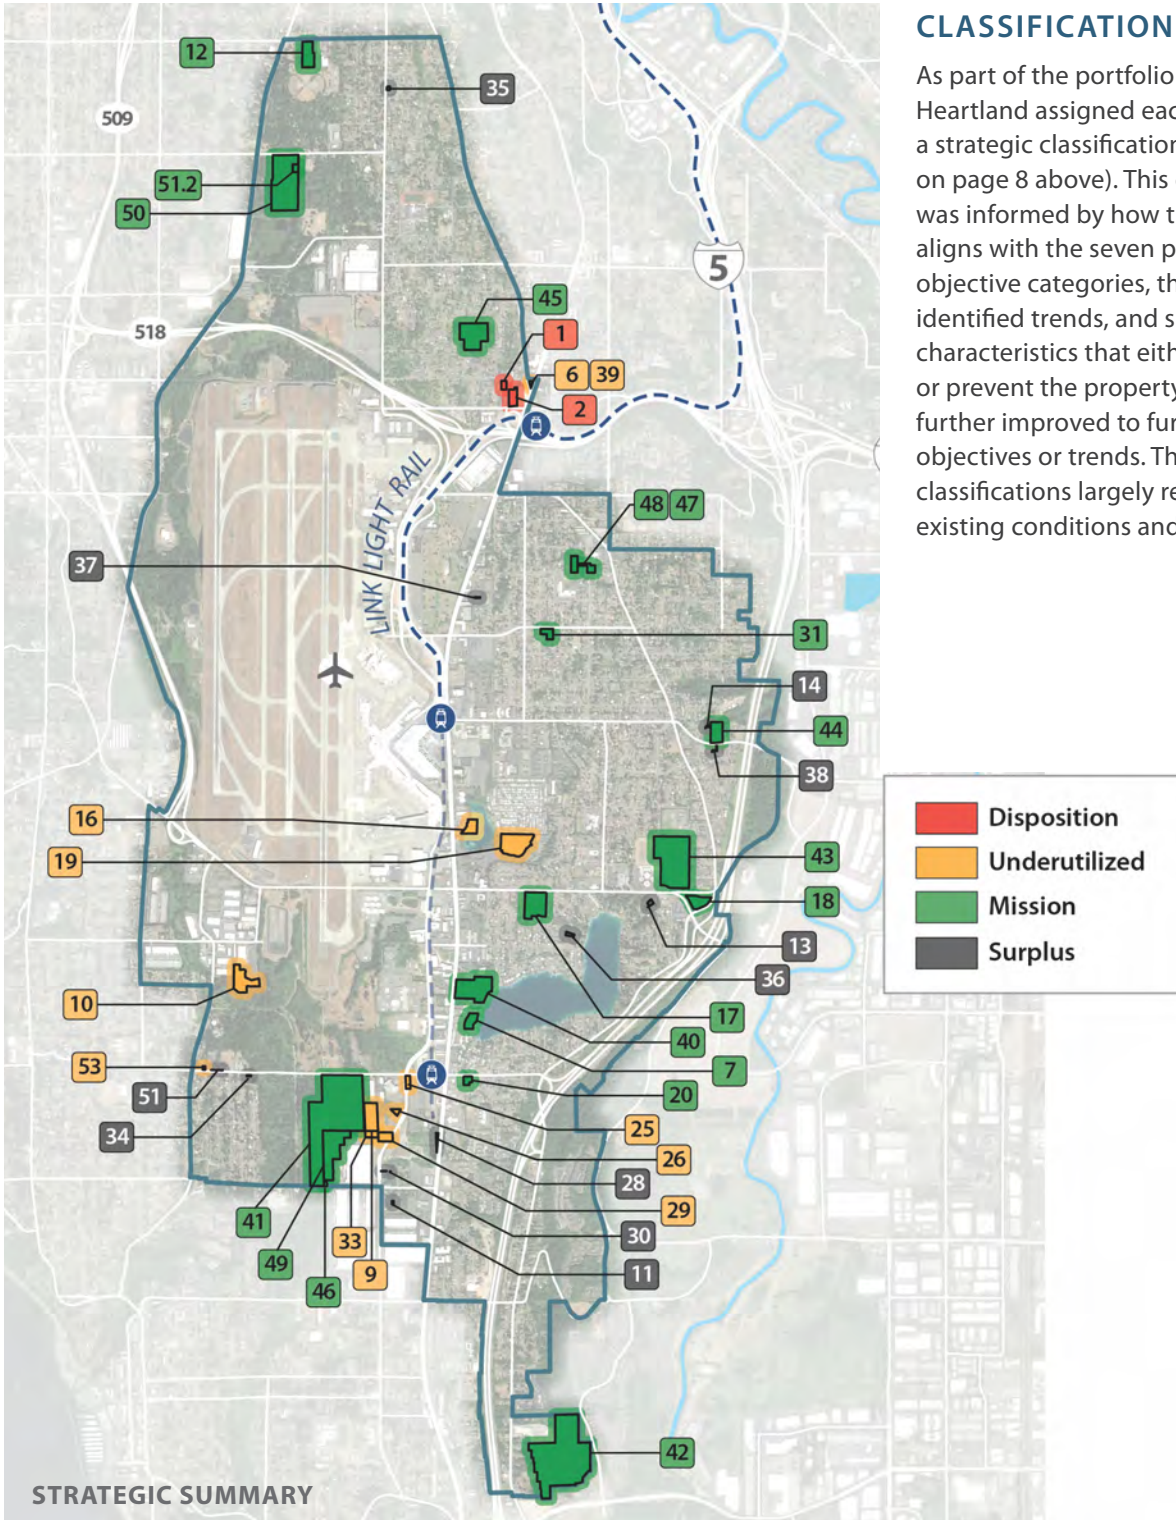 CLASSIFICATION
As part of the portfolio
Heartland assigned eac
a strategic classification
on page 8 above). This
was informed by how t
aligns with the seven p
objective categories, th
identified trends, and s
characteristics that eith
or prevent the property
further improved to fur
objectives or trends. Th
classifications largely re
existing conditions and
12
35
509
51.2
50
5
45
518
1
6 39
2
LINK LIGHT RAIL
48 47
37
31
14
44
38
16
19
43
18
13
36
10
17
40
7
53
51
20
34
25
26
28
41
29
33
30
49
9
11
46
42
Disposition
Underutilized
Mission
Surplus
STRATEGIC SUMMARY